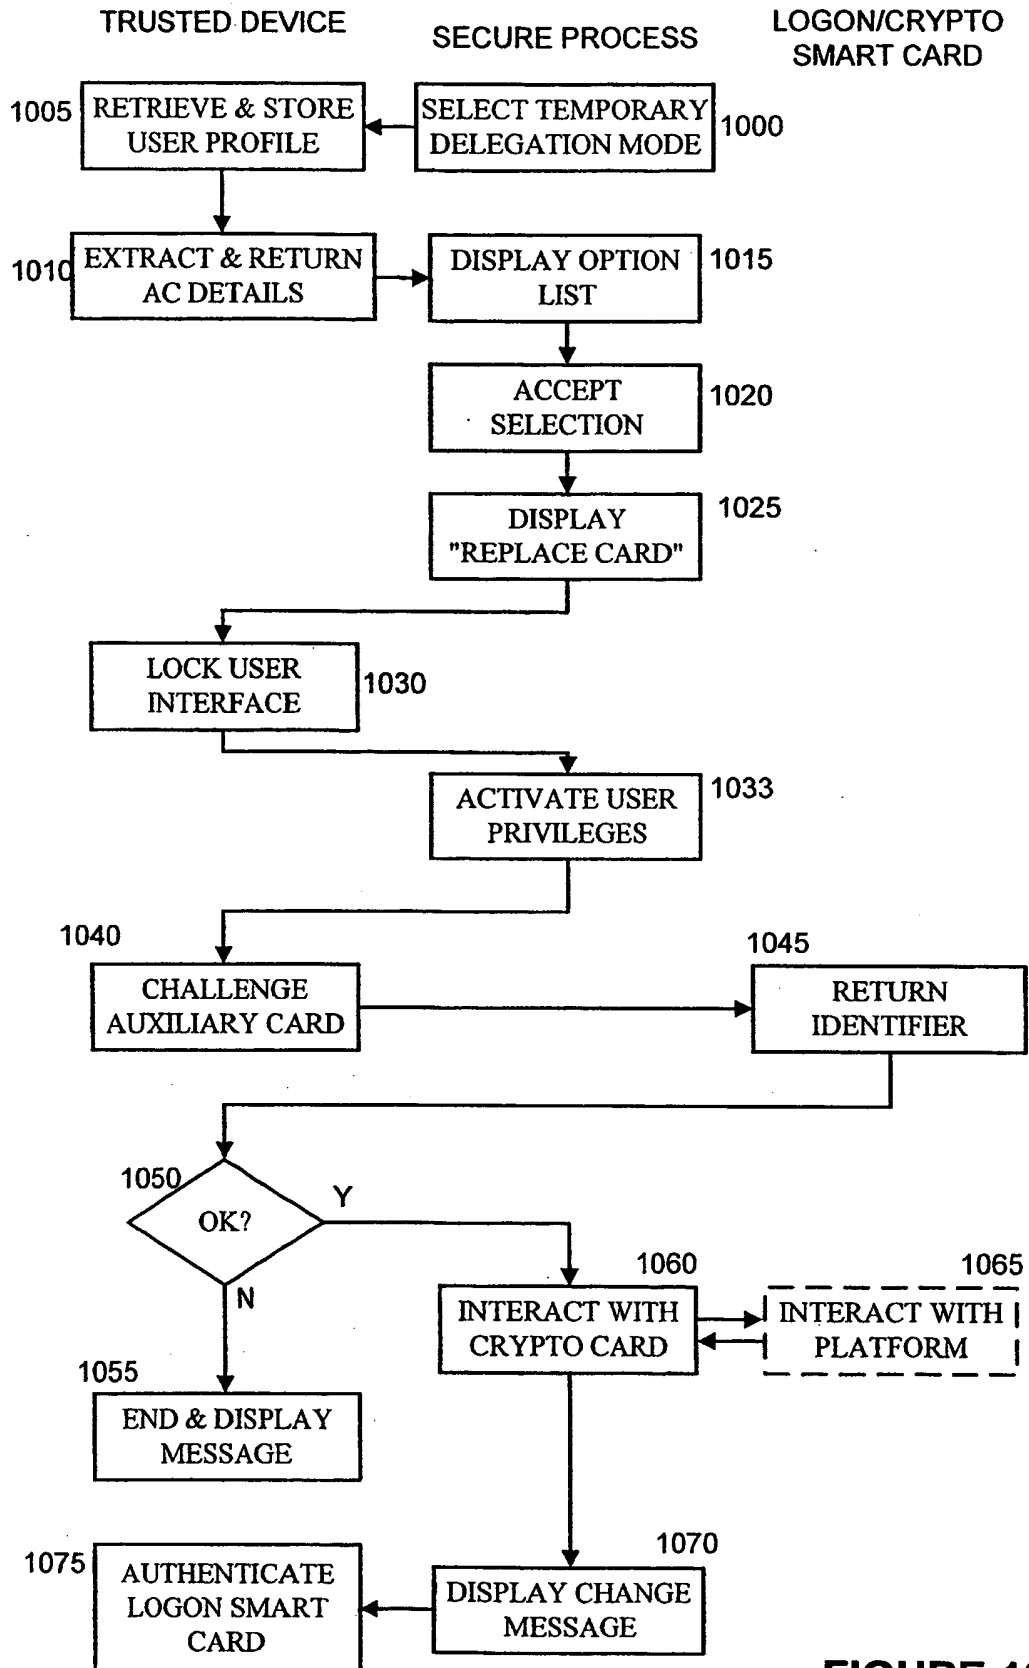 TRUSTED DEVICE
SECURE PROCESS
LOGON/CRYPTO
SMART CARD
1005
RETRIEVE & STORE
USER PROFILE
SELECT TEMPORARY
DELEGATION MODE
1000
1010
EXTRACT & RETURN
AC DETAILS
DISPLAY OPTION
LIST
1015
ACCEPT
SELECTION
1020
DISPLAY
"REPLACE CARD"
1025
LOCK USER
INTERFACE
1030
ACTIVATE USER
PRIVILEGES
1033
1040
CHALLENGE
AUXILIARY CARD
1045
RETURN
IDENTIFIER
1050
OK?
Y
N
1060
INTERACT WITH
CRYPTO CARD
1065
INTERACT WITH
PLATFORM
1055
END & DISPLAY
MESSAGE
1070
DISPLAY CHANGE
MESSAGE
1075
AUTHENTICATE
LOGON SMART
CARD
FIGURE